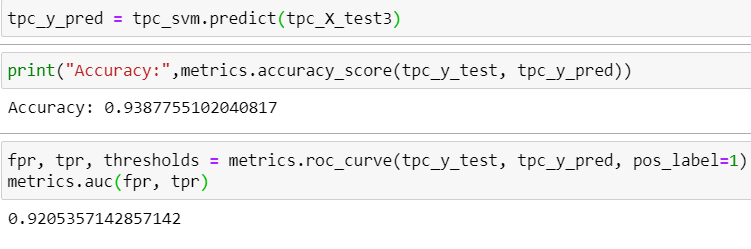 tpc_y_pred = tpc_svm.predict(tpc_X_test3)
print("Accuracy:",metrics.accuracy_score(tpc_y_test, tpc_y_pred))
Accuracy: 0.9387755102040817
fpr, tpr, thresholds = metrics.roc_curve(tpc_y_test, tpc_y_pred, pos_label=1)
metrics.auc(fpr, tpr)
0.9205357142857142